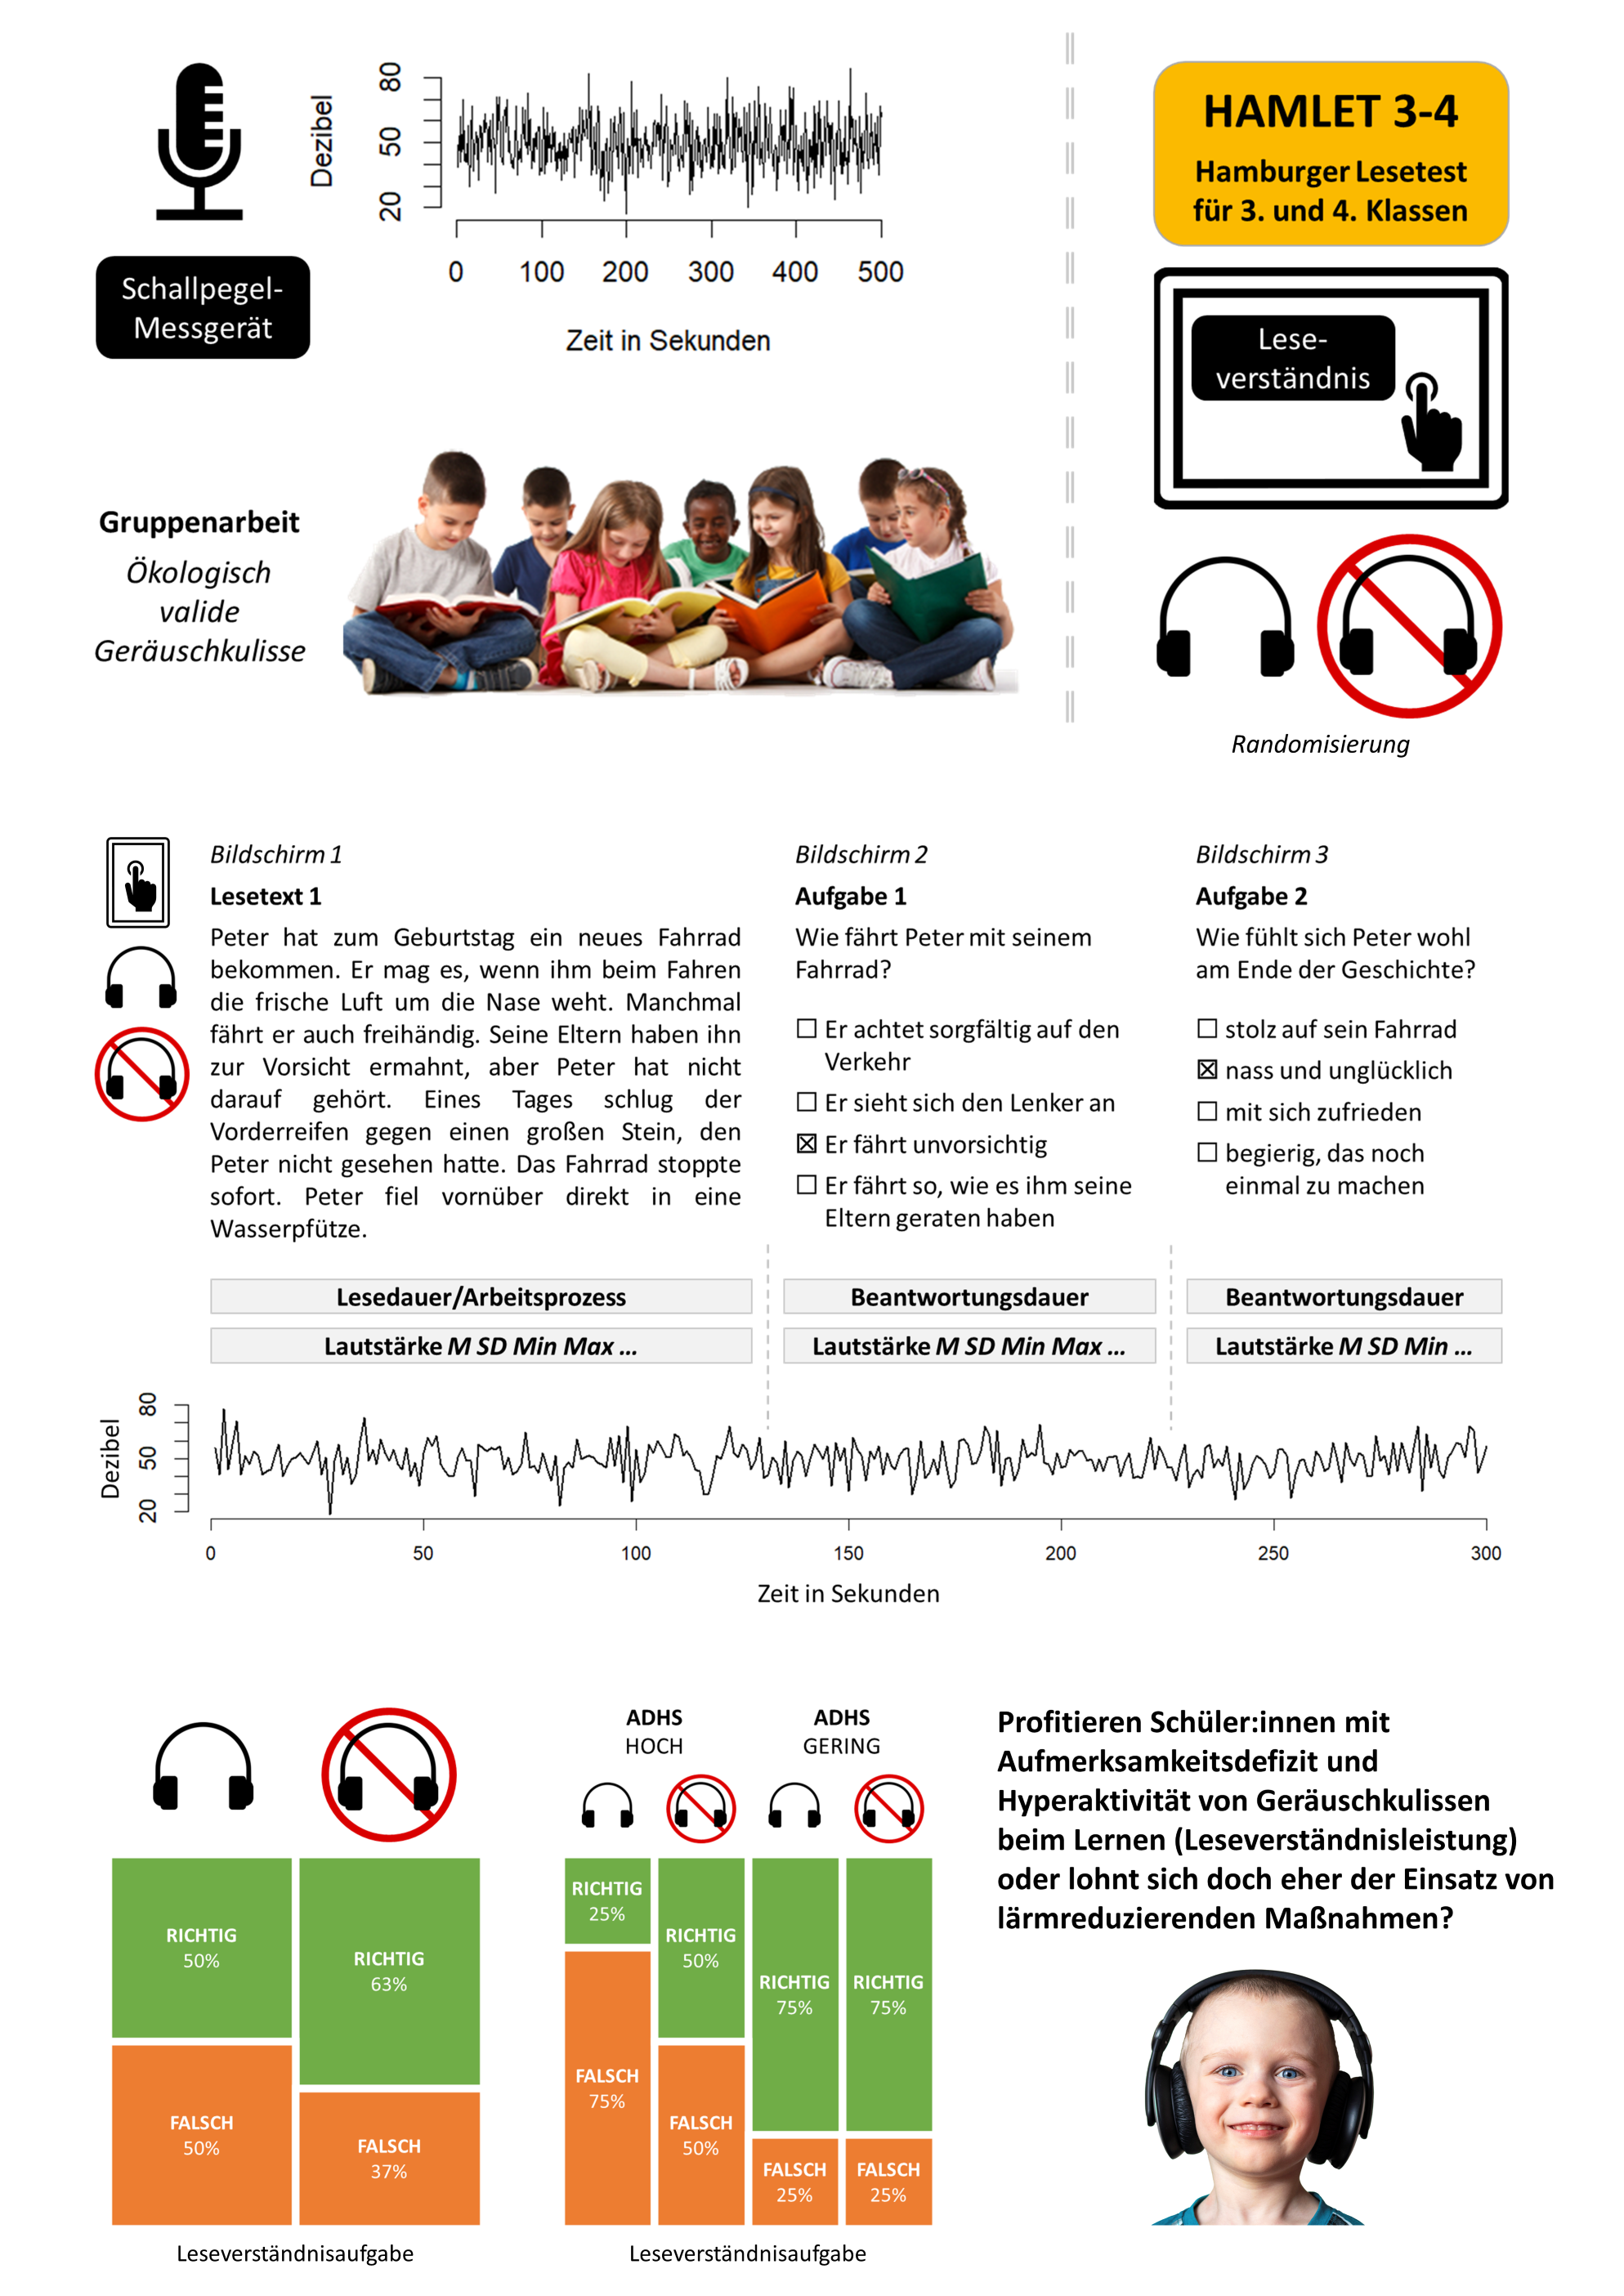 80
50
20
Dezibel
0 100 200 300 400 500
Zeit in Sekunden
Schallpegel-
Messgerät
HAMLET 3-4
Hamburger Lesetest
für 3. und 4. Klassen
Lese-
verständnis
Gruppenarbeit
Ökologisch
valide
Geräuschkulisse
Randomisierung
Bildschirm 1
Lesetext 1
Peter hat zum Geburtstag ein neues Fahrrad
bekommen. Er mag es, wenn ihm beim Fahren
die frische Luft um die Nase weht. Manchmal
fährt er auch freihändig. Seine Eltern haben ihn
zur Vorsicht ermahnt, aber Peter hat nicht
darauf gehört. Eines Tages schlug der
Vorderreifen gegen einen großen Stein, den
Peter nicht gesehen hatte. Das Fahrrad stoppte
sofort. Peter fiel vornüber direkt in eine
Wasserpfütze.
Bildschirm 2
Aufgabe 1
Wie fährt Peter mit seinem
Fahrrad?
☐ Er achtet sorgfältig auf den
Verkehr
☐ Er sieht sich den Lenker an
☒ Er fährt unvorsichtig
☐ Er fährt so, wie es ihm seine
Eltern geraten haben
Bildschirm 3
Aufgabe 2
Wie fühlt sich Peter wohl
am Ende der Geschichte?
☐ stolz auf sein Fahrrad
☒ nass und unglücklich
☐ mit sich zufrieden
☐ begierig, das noch
einmal zu machen
Lesedauer/Arbeitsprozess
Beantwortungsdauer
Beantwortungsdauer
Lautstärke M SD Min Max ...
Lautstärke M SD Min Max ...
Lautstärke M SD Min ...
80
50
20
Dezibel
0 50 100 150 200 250 300
Zeit in Sekunden
RICHTIG
50%
FALSCH
50%
RICHTIG
63%
FALSCH
37%
Leseverständnisaufgabe
ADHS
HOCH
ADHS
GERING
RICHTIG
25%
FALSCH
75%
RICHTIG
50%
FALSCH
50%
RICHTIG
75%
FALSCH
25%
RICHTIG
75%
FALSCH
25%
Leseverständnisaufgabe
Profitieren Schüler:innen mit
Aufmerksamkeitsdefizit und
Hyperaktivität von Geräuschkulissen
beim Lernen (Leseverständnisleistung)
oder lohnt sich doch eher der Einsatz von
lärmreduzierenden Maßnahmen?